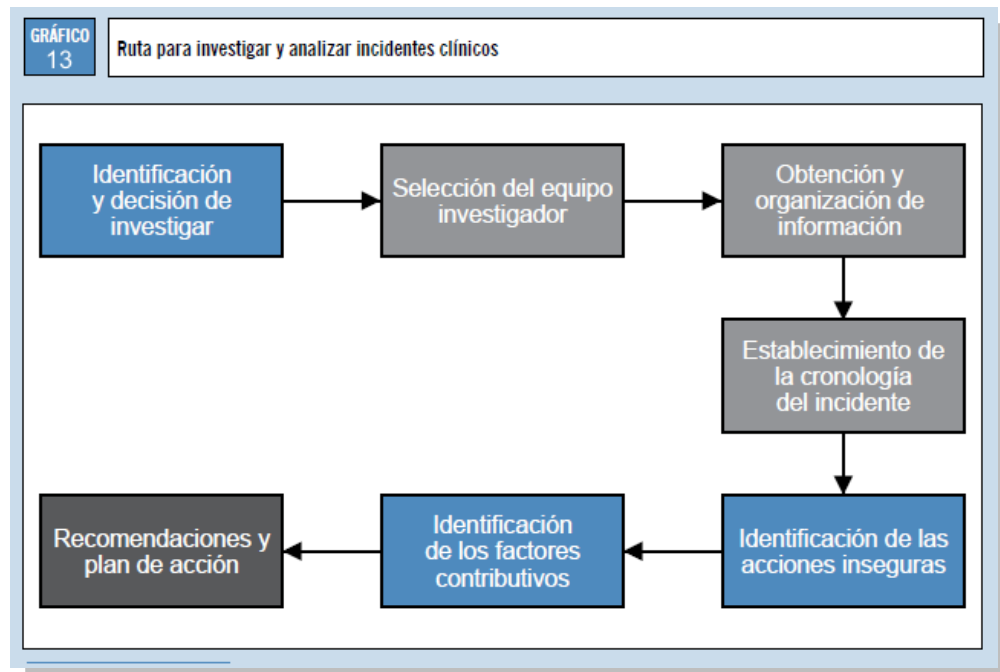 GRÁFICO
13
Ruta para investigar y analizar incidentes clínicos
Identificación
y decisión de
investigar
Selección del equipo
investigador
Obtención y
organización de
información
Establecimiento de
la cronología
del incidente
Identificación de las
acciones inseguras
Identificación
de los factores
contributivos
Recomendaciones y
plan de acción